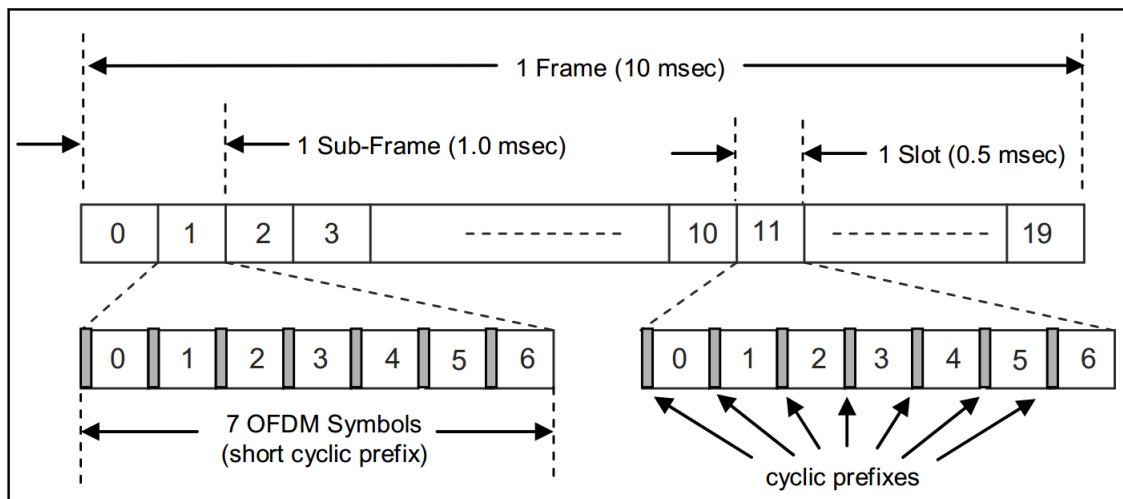 1 Frame (10 msec)
1 Sub-Frame (1.0 msec)
1 Slot (0.5 msec)
0 1 2 3 10 11 19
0 1 2 3 4 5 6
0 1 2 3 4 5 6
7 OFDM Symbols
(short cyclic prefix)
cyclic prefixes